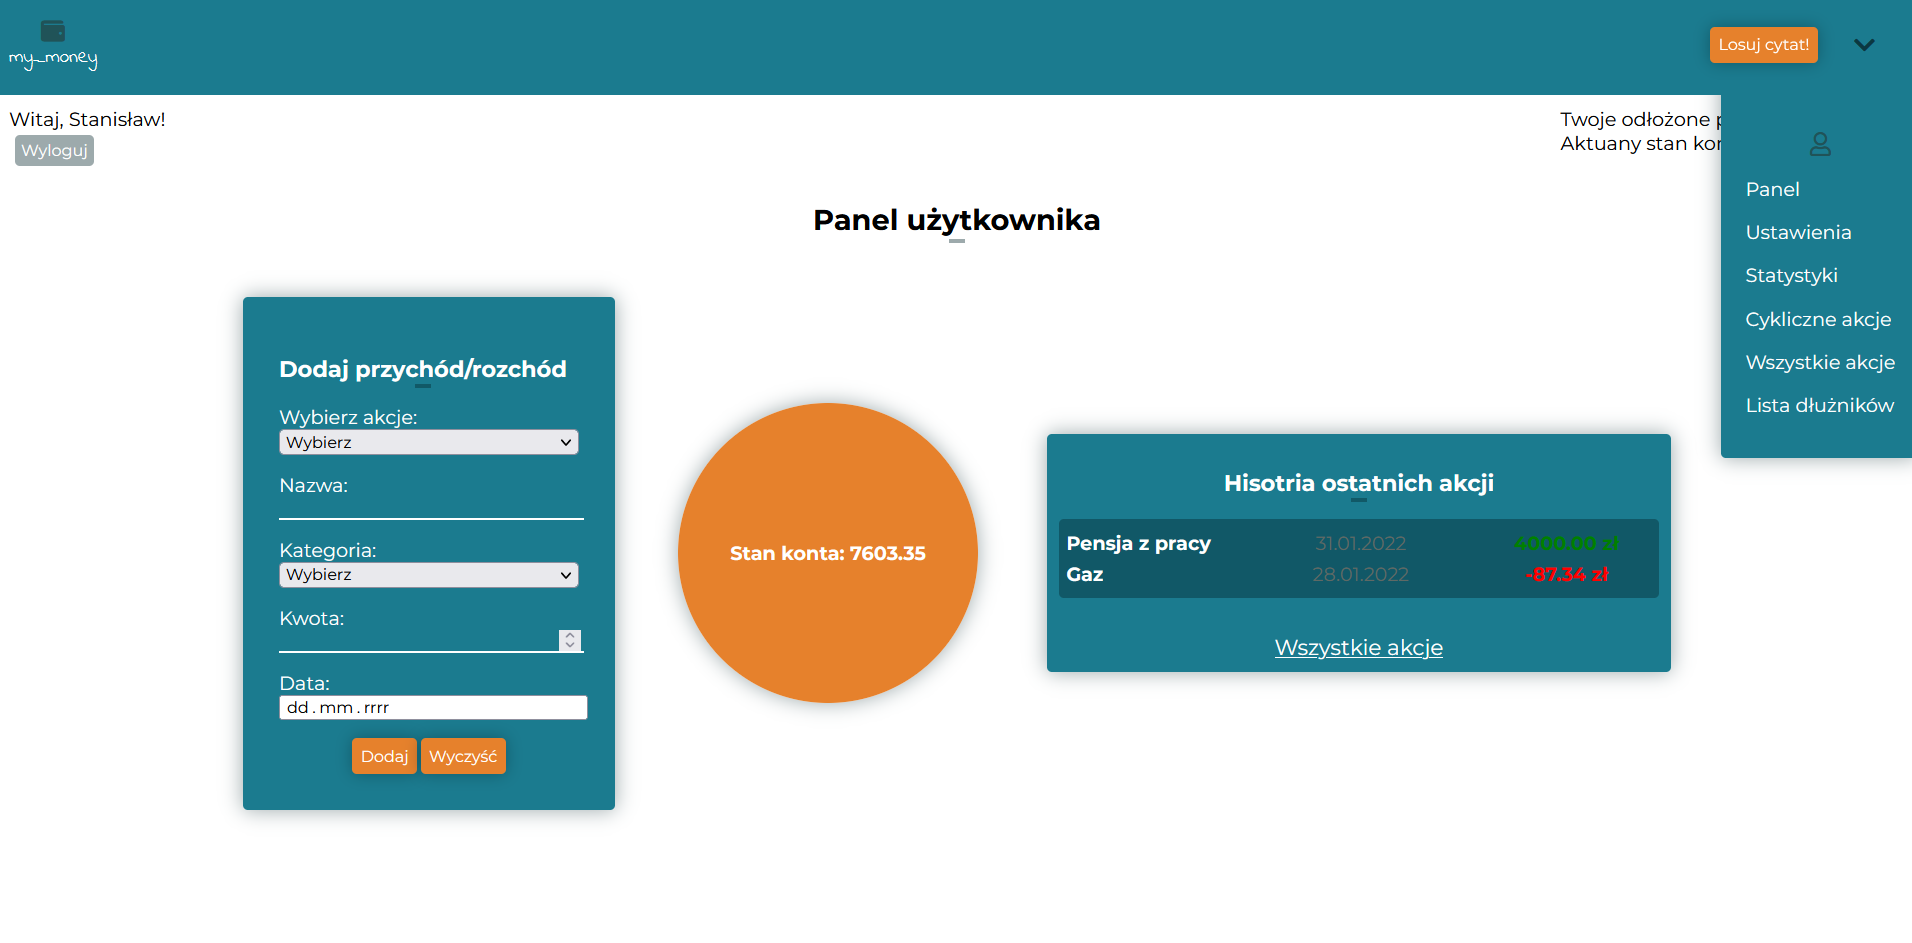 my_money
Losuj cytat!
Witaj, Stanisław!
Wyloguj
Twoje odłożone
Aktuany stan
Panel
Ustawienia
Statystyki
Cykliczne akcje
Wszystkie akcje
Lista dłużników
Panel użytkownika
Dodaj przychód/rozchód
Wybierz akcje:
Wybierz
Nazwa:
Kategoria:
Wybierz
Kwota:
Data:
dd.mm.rrrr
Dodaj Wyczyść
Stan konta: 7603.35
Hisotria ostatnich akcji
Pensja z pracy 31.01.2022 4000.00 zł
Gaz 28.01.2022 -87.34 zł
Wszystkie akcje